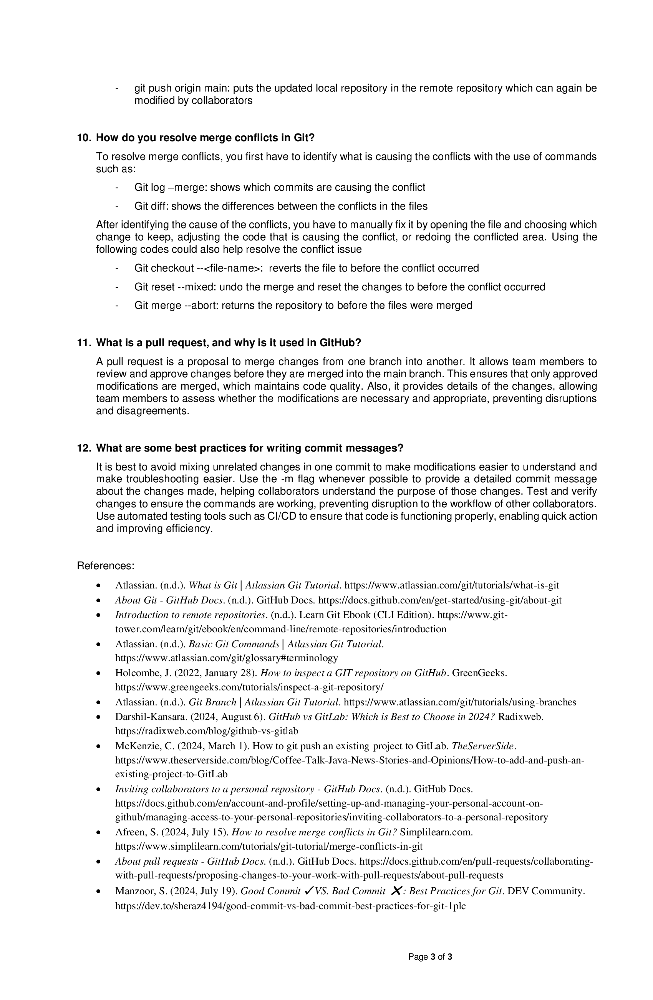 - git push origin main: puts the updated local repository in the remote repository which can again be
modified by collaborators
10. How do you resolve merge conflicts in Git?
To resolve merge conflicts, you first have to identify what is causing the conflicts with the use of commands
such as:
- Git log –merge: shows which commits are causing the conflict
- Git diff: shows the differences between the conflicts in the files
After identifying the cause of the conflicts, you have to manually fix it by opening the file and choosing which
change to keep, adjusting the code that is causing the conflict, or redoing the conflicted area. Using the
following codes could also help resolve the conflict issue
- Git checkout --<file-name>:  reverts the file to before the conflict occurred
- Git reset --mixed: undo the merge and reset the changes to before the conflict occurred
- Git merge --abort: returns the repository to before the files were merged
11. What is a pull request, and why is it used in GitHub?
A pull request is a proposal to merge changes from one branch into another. It allows team members to
review and approve changes before they are merged into the main branch. This ensures that only approved
modifications are merged, which maintains code quality. Also, it provides details of the changes, allowing
team members to assess whether the modifications are necessary and appropriate, preventing disruptions
and disagreements.
12. What are some best practices for writing commit messages?
It is best to avoid mixing unrelated changes in one commit to make modifications easier to understand and
make troubleshooting easier. Use the -m flag whenever possible to provide a detailed commit message
about the changes made, helping collaborators understand the purpose of those changes. Test and verify
changes to ensure the commands are working, preventing disruption to the workflow of other collaborators.
Use automated testing tools such as CI/CD to ensure that code is functioning properly, enabling quick action
and improving efficiency.
References:
• Atlassian. (n.d.). What is Git | Atlassian Git Tutorial. https://www.atlassian.com/git/tutorials/what-is-git
• About Git - GitHub Docs. (n.d.). GitHub Docs. https://docs.github.com/en/get-started/using-git/about-git
• Introduction to remote repositories. (n.d.). Learn Git Ebook (CLI Edition). https://www.git-
tower.com/learn/git/ebook/en/command-line/remote-repositories/introduction
• Atlassian. (n.d.). Basic Git Commands | Atlassian Git Tutorial.
https://www.atlassian.com/git/glossary#terminology
• Holcombe, J. (2022, January 28). How to inspect a GIT repository on GitHub. GreenGeeks.
https://www.greengeeks.com/tutorials/inspect-a-git-repository/
• Atlassian. (n.d.). Git Branch | Atlassian Git Tutorial. https://www.atlassian.com/git/tutorials/using-branches
• Darshil-Kansara. (2024, August 6). GitHub vs GitLab: Which is Best to Choose in 2024? Radixweb.
https://radixweb.com/blog/github-vs-gitlab
• McKenzie, C. (2024, March 1). How to git push an existing project to GitLab. TheServerSide.
https://www.theserverside.com/blog/Coffee-Talk-Java-News-Stories-and-Opinions/How-to-add-and-push-an-
existing-project-to-GitLab
• Inviting collaborators to a personal repository - GitHub Docs. (n.d.). GitHub Docs.
https://docs.github.com/en/account-and-profile/setting-up-and-managing-your-personal-account-on-
github/managing-access-to-your-personal-repositories/inviting-collaborators-to-a-personal-repository
• Afreen, S. (2024, July 15). How to resolve merge conflicts in Git? Simplilearn.com.
https://www.simplilearn.com/tutorials/git-tutorial/merge-conflicts-in-git
• About pull requests - GitHub Docs. (n.d.). GitHub Docs. https://docs.github.com/en/pull-requests/collaborating-
with-pull-requests/proposing-changes-to-your-work-with-pull-requests/about-pull-requests
• Manzoor, S. (2024, July 19). Good Commit ✓VS. Bad Commit ✕: Best Practices for Git. DEV Community.
https://dev.to/sheraz4194/good-commit-vs-bad-commit-best-practices-for-git-1plc
Page 3 of 3